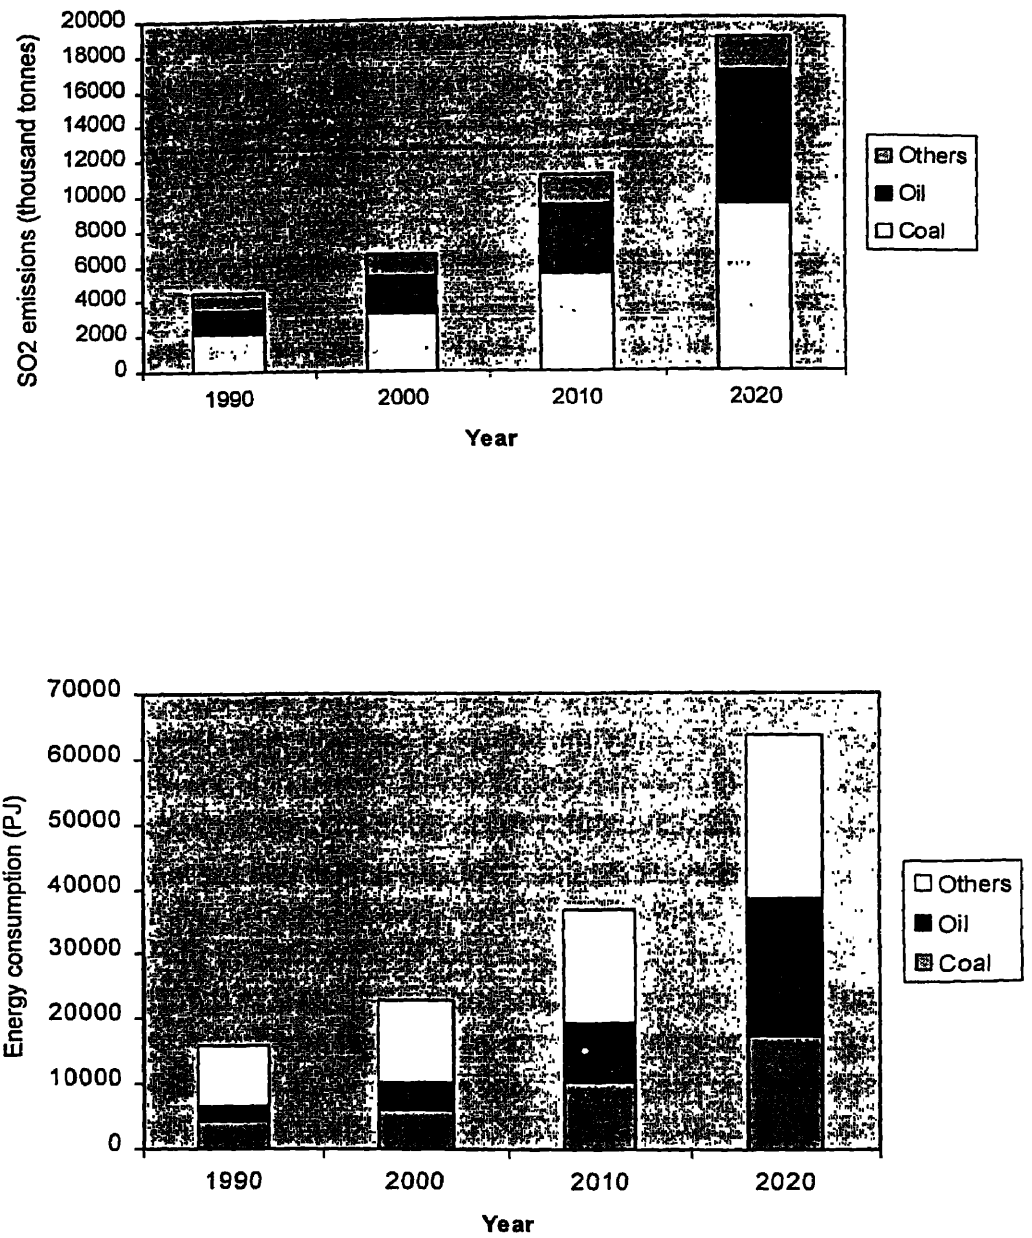 SO2 emissions (thousand tonnes)
20000
18000
16000
14000
12000
10000
8000
6000
4000
2000
0
1990 2000 2010 2020
Year
Others
Oil
Coal
Energy consumption (PJ)
70000
60000
50000
40000
30000
20000
10000
0
1990 2000 2010 2020
Year
Others
Oil
Coal